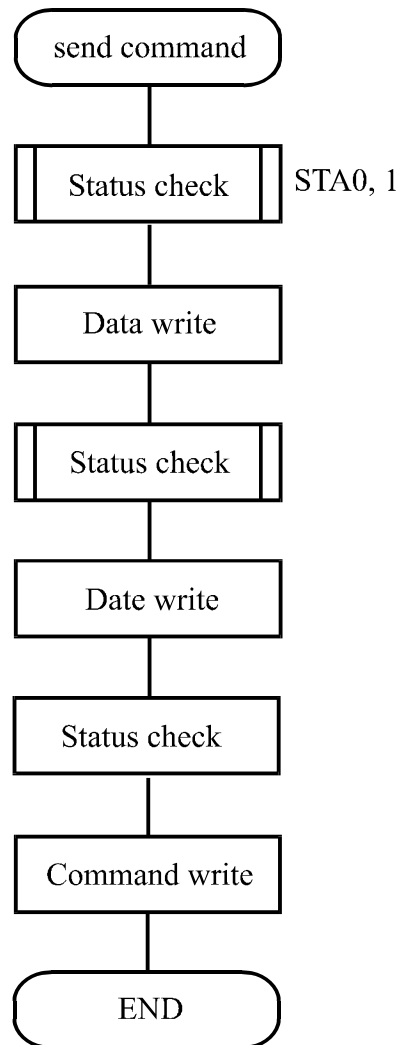 send command
Status check
STA0, 1
Data write
Status check
Date write
Status check
Command write
END